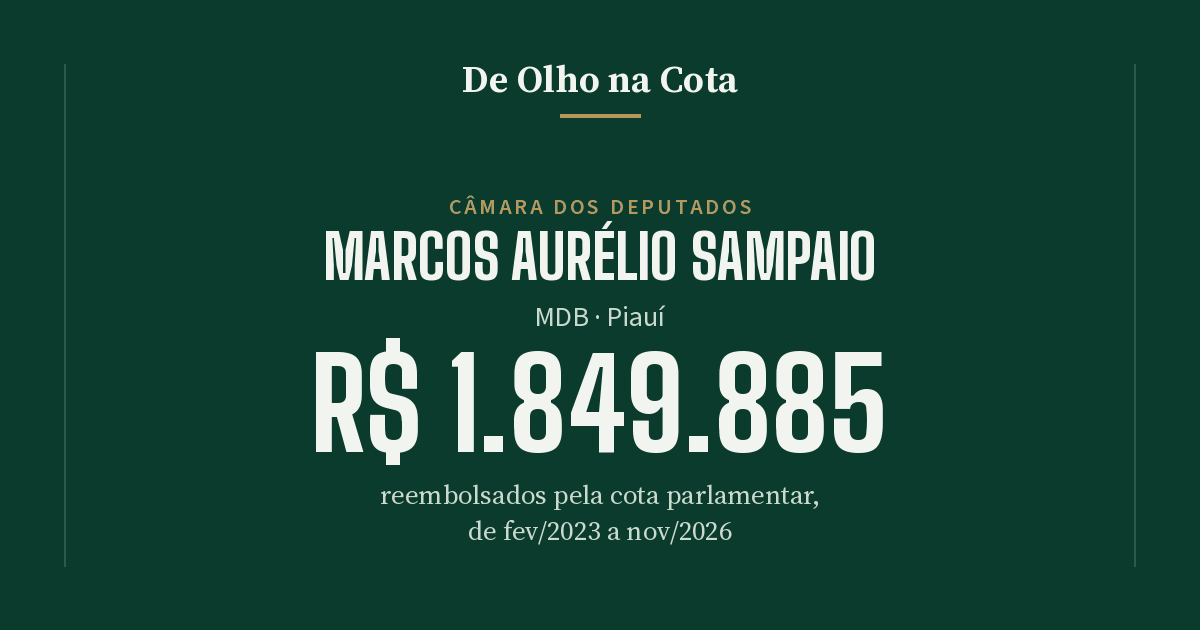 De Olho na Cota
CÂMARA DOS DEPUTADOS
MARCOS AURÉLIO SAMPAIO
MDB · Piauí
R$ 1.849.885
reembolsados pela cota parlamentar,
de fev/2023 a nov/2026